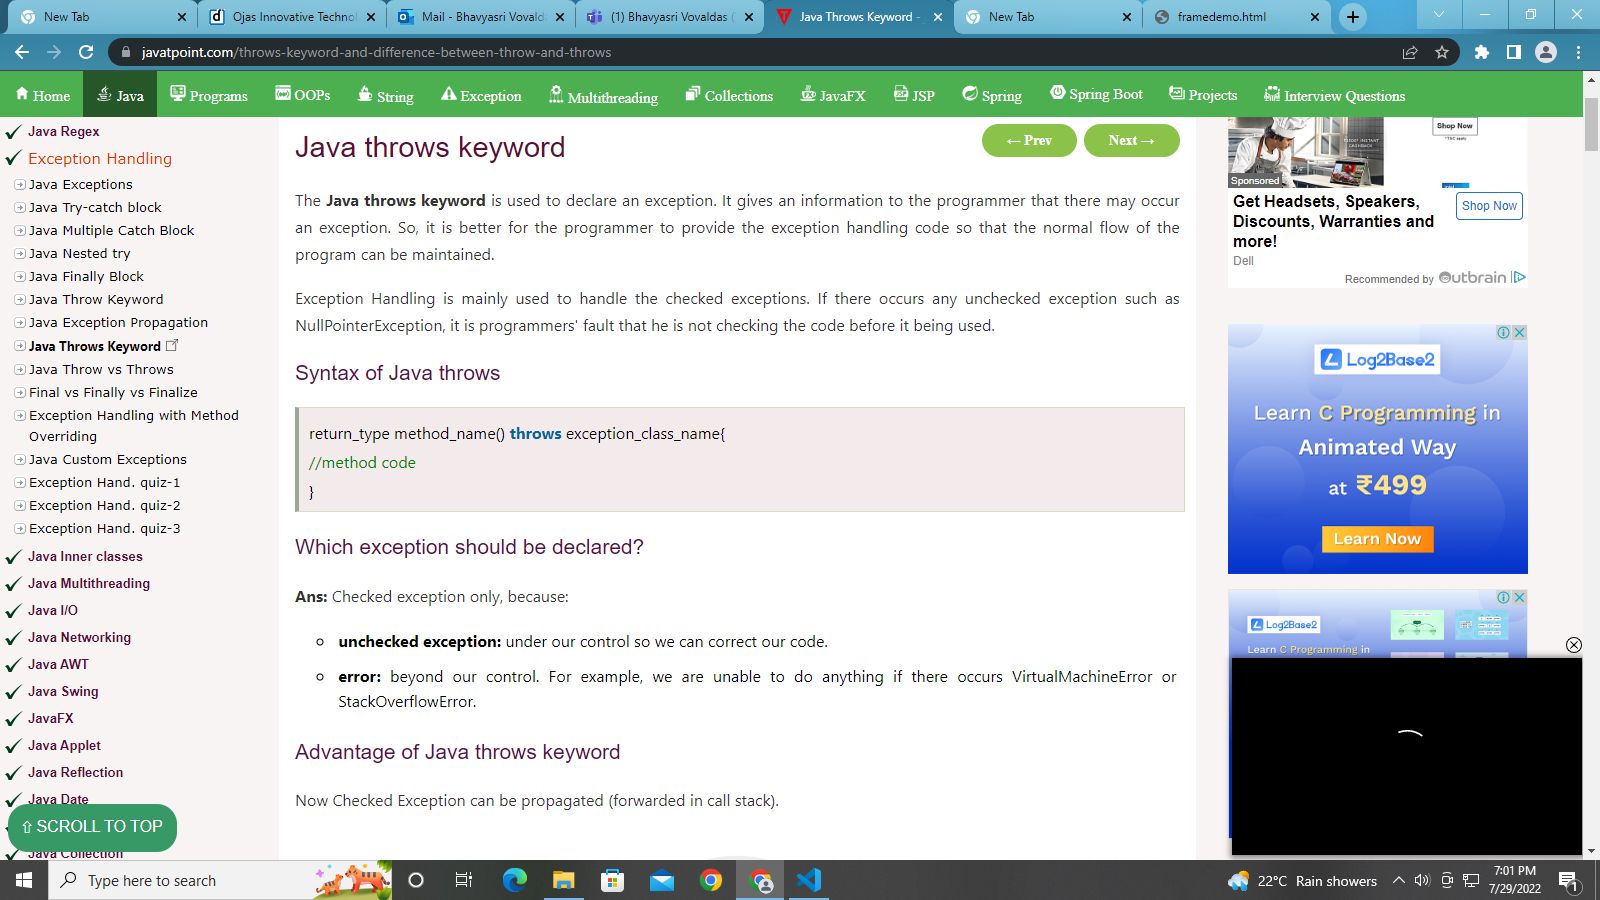 New Tab
Ojas Innovative Technol
Mail - Bhavyasri Vovald
(1) Bhavyasri Vovaldas (
Java Throws Keyword -
New Tab
framedemo.html
javatpoint.com/throws-keyword-and-difference-between-throw-and-throws
Home
Java
Programs
OOPs
String
Exception
Multithreading
Collections
JavaFX
JSP
Spring
Spring Boot
Projects
Interview Questions
Java Regex
Exception Handling
Java Exceptions
Java Try-catch block
Java Multiple Catch Block
Java Nested try
Java Finally Block
Java Throw Keyword
Java Exception Propagation
Java Throws Keyword
Java Throw vs Throws
Final vs Finally vs Finalize
Exception Handling with Method
Overriding
Java Custom Exceptions
Exception Hand. quiz-1
Exception Hand. quiz-2
Exception Hand. quiz-3
Java Inner classes
Java Multithreading
Java I/O
Java Networking
Java AWT
Java Swing
JavaFX
Java Applet
Java Reflection
Java Date
⇧ SCROLL TO TOP
Java Collection
Java throws keyword
← Prev
Next →
The Java throws keyword is used to declare an exception. It gives an information to the programmer that there may occur
an exception. So, it is better for the programmer to provide the exception handling code so that the normal flow of the
program can be maintained.
Exception Handling is mainly used to handle the checked exceptions. If there occurs any unchecked exception such as
NullPointerException, it is programmers' fault that he is not checking the code before it being used.
Syntax of Java throws
return_type method_name() throws exception_class_name{
//method code
}
Which exception should be declared?
Ans: Checked exception only, because:
unchecked exception: under our control so we can correct our code.
error: beyond our control. For example, we are unable to do anything if there occurs VirtualMachineError or
StackOverflowError.
Advantage of Java throws keyword
Now Checked Exception can be propagated (forwarded in call stack).
Shop Now
Sponsored
Get Headsets, Speakers,
Discounts, Warranties and
more!
Dell
Shop Now
Recommended by Outbrain
Log2Base2
Learn C Programming in
Animated Way
at ₹499
Learn Now
Log2Base2
Learn C Programming in
Type here to search
22°C Rain showers
7:01 PM
7/29/2022
1